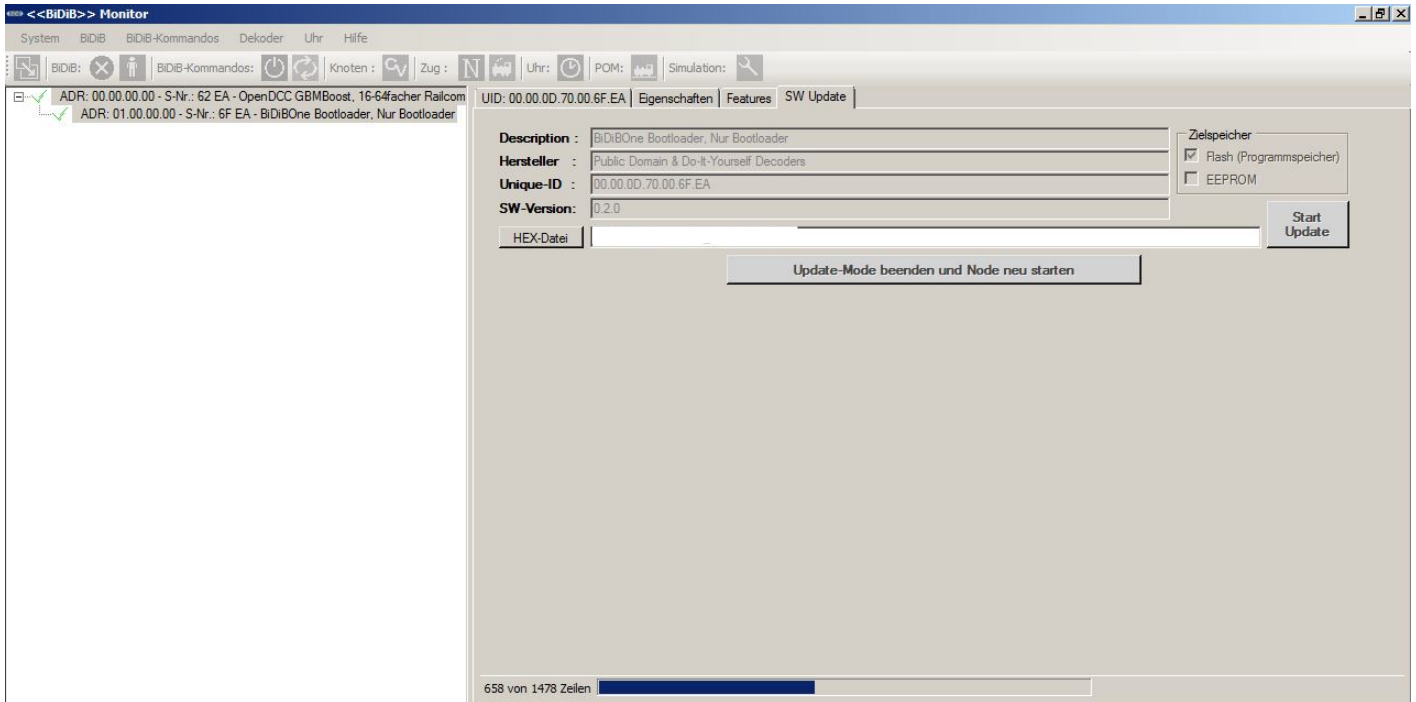 <<BiDiB>> Monitor
System BiDiB BiDiB-Kommandos Dekoder Uhr Hilfe
BiDiB: BiDiB-Kommandos: Knoten : CV Zug : N Uhr: POM: Simulation:
ADR: 00.00.00.00 - S-Nr.: 62 EA - OpenDCC GBMBoost, 16-64facher Railcom
ADR: 01.00.00.00 - S-Nr.: 6F EA - BiDiBOne Bootloader, Nur Bootloader
UID: 00.00.0D.70.00.6F.EA Eigenschaften Features SW Update
Description : BiDiBOne Bootloader, Nur Bootloader
Hersteller : Public Domain & Do-It-Yourself Decoders
Unique-ID : 00.00.0D.70.00.6F.EA
SW-Version: 0.2.0
HEX-Datei
Zielspeicher
Flash (Programmspeicher)
EEPROM
Start
Update
Update-Mode beenden und Node neu starten
658 von 1478 Zeilen